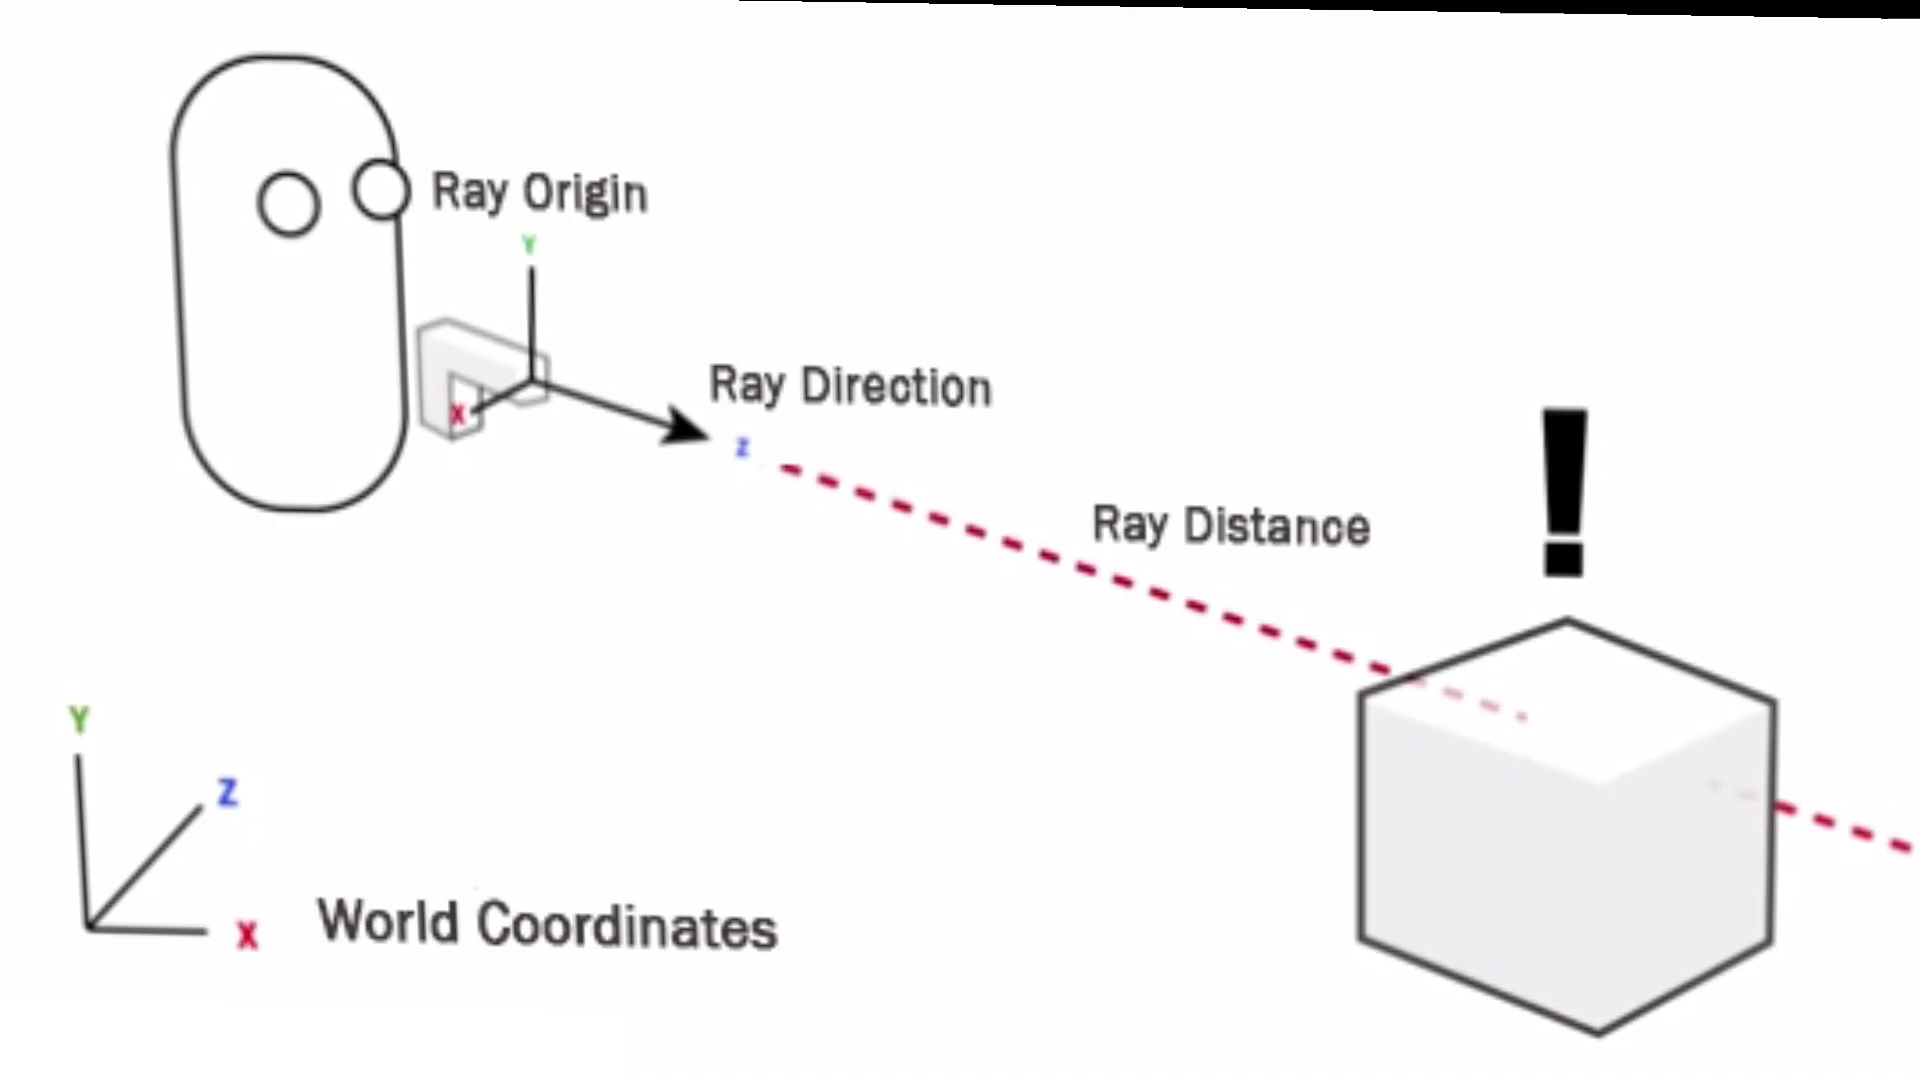 Ray Origin
Y
X
Ray Direction
Z
Ray Distance
!
Y
Z
X
World Coordinates